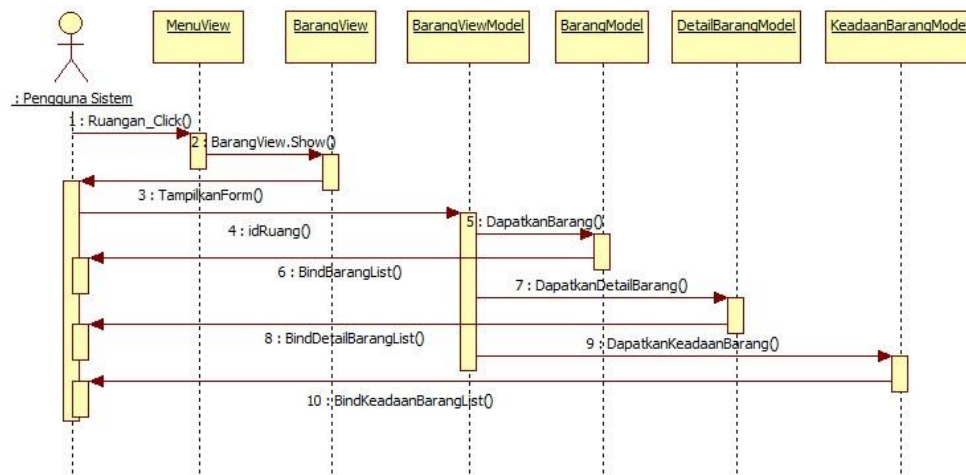 MenuView
BarangView
BarangViewModel
BarangModel
DetailBarangModel
KeadaanBarangModel
: Pengguna Sistem
1 : Ruangan_Click()
2 : BarangView.Show()
3 : TampilkanForm()
4 : idRuang()
5 : DapatkanBarang()
6 : BindBarangList()
7 : DapatkanDetailBarang()
8 : BindDetailBarangList()
9 : DapatkanKeadaanBarang()
10 : BindKeadaanBarangList()